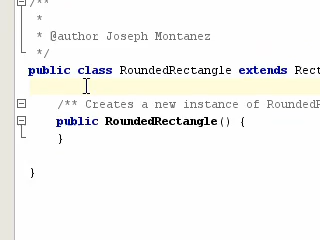 /**
*
* @author Joseph Montanez
*/
public class RoundedRectangle extends Rect
/** Creates a new instance of RoundedR
public RoundedRectangle() {
}
}